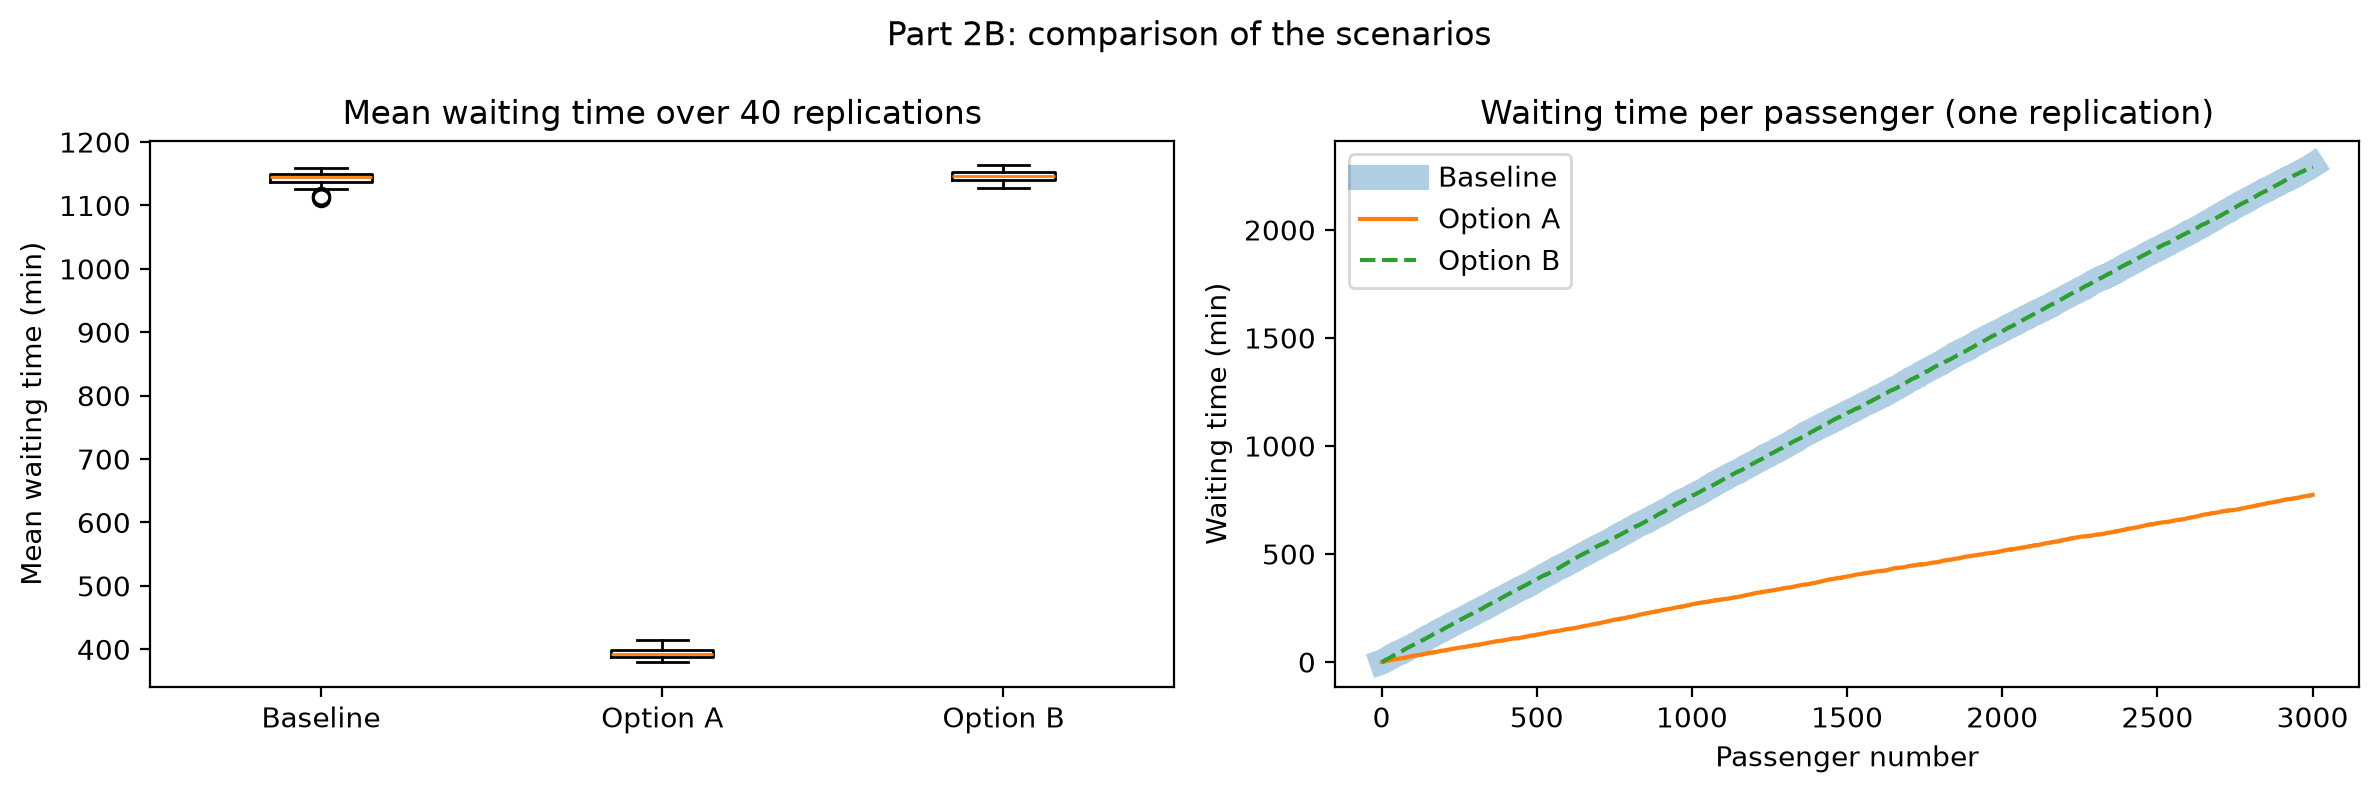 Part 2B: comparison of the scenarios
Mean waiting time over 40 replications
Mean waiting time (min)
1200
1100
1000
900
800
700
600
500
400
Baseline
Option A
Option B
Waiting time per passenger (one replication)
Waiting time (min)
2000
1500
1000
500
0
Baseline
Option A
Option B
0
500
1000
1500
2000
2500
3000
Passenger number